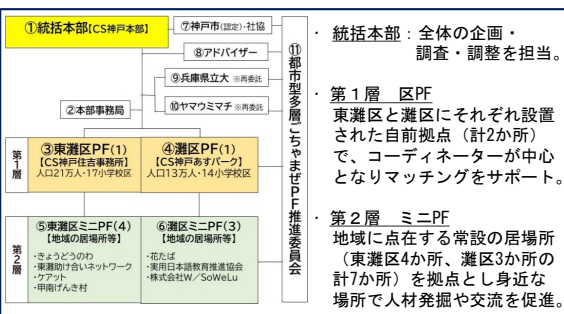 ①統括本部【CS神戸本部】
⑦神戸市(認定)・社協
⑧アドバイザー
⑨兵庫県立大 ※再委託
⑩ヤマウミマチ ※再委託
②本部事務局
⑪都市型多層ごちゃまぜPF推進委員会
第1層
③東灘区PF(1)
【CS神戸住吉事務所】
人口21万人・17小学校区
④灘区PF(1)
【CS神戸あすパーク】
人口13万人・14小学校区
第2層
⑤東灘区ミニPF(4)
【地域の居場所等】
・きょうどうのわ
・東灘助け合いネットワーク
・ケアット
・甲南げんき村
⑥灘区ミニPF(3)
【地域の居場所等】
・花たば
・実用日本語教育推進協会
・株式会社W/SoWeLu
・統括本部：全体の企画・
調査・調整を担当。
・第１層 区PF
東灘区と灘区にそれぞれ設置
された自前拠点（計2か所）
で、コーディネーターが中心
となりマッチングをサポート。
・第２層 ミニPF
地域に点在する常設の居場所
（東灘区4か所、灘区3か所の
計7か所）を拠点とし身近な
場所で人材発掘や交流を促進。